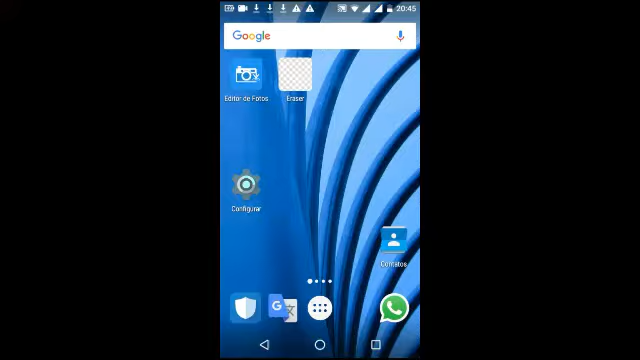 20:45
Google
Editor de Fotos
Eraser
Configurar
Contatos
G